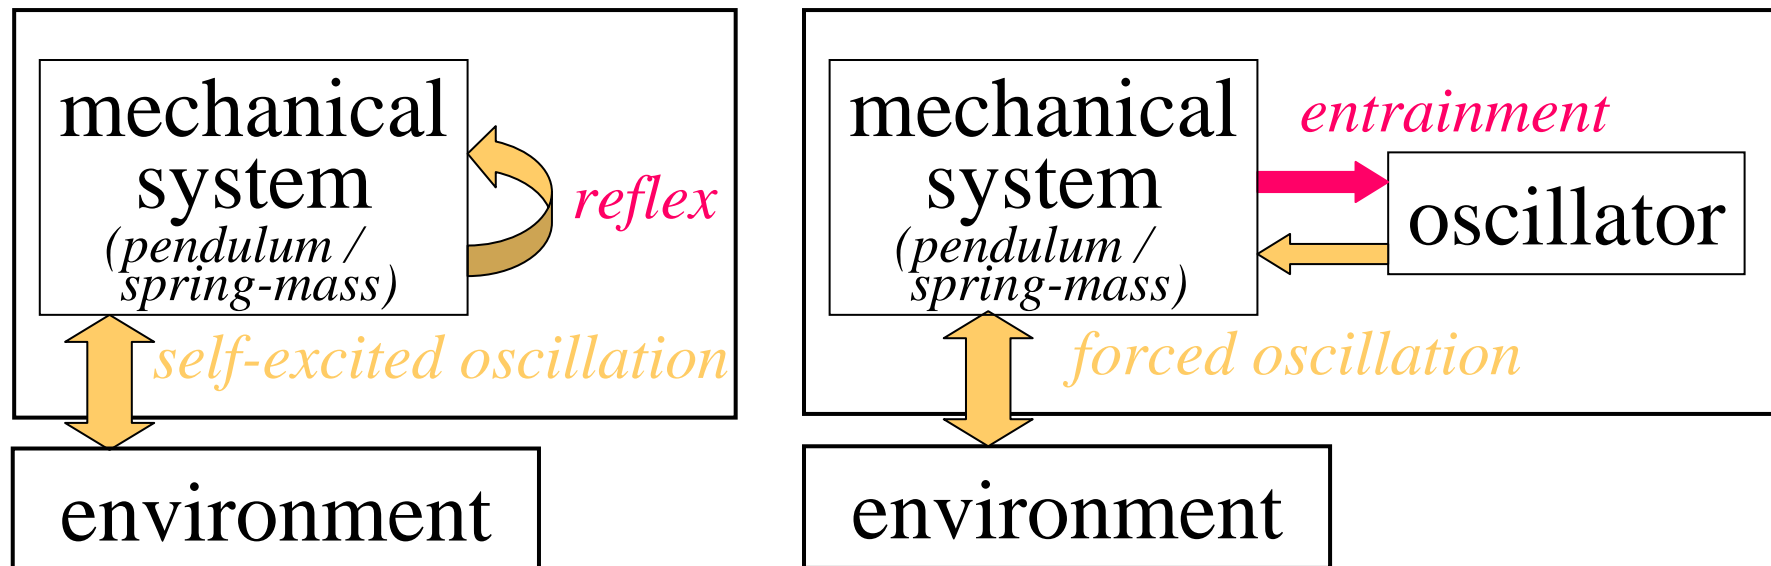 mechanical
system
(pendulum /
spring-mass)
reflex
self-excited oscillation
environment
mechanical
system
(pendulum /
spring-mass)
entrainment
oscillator
forced oscillation
environment